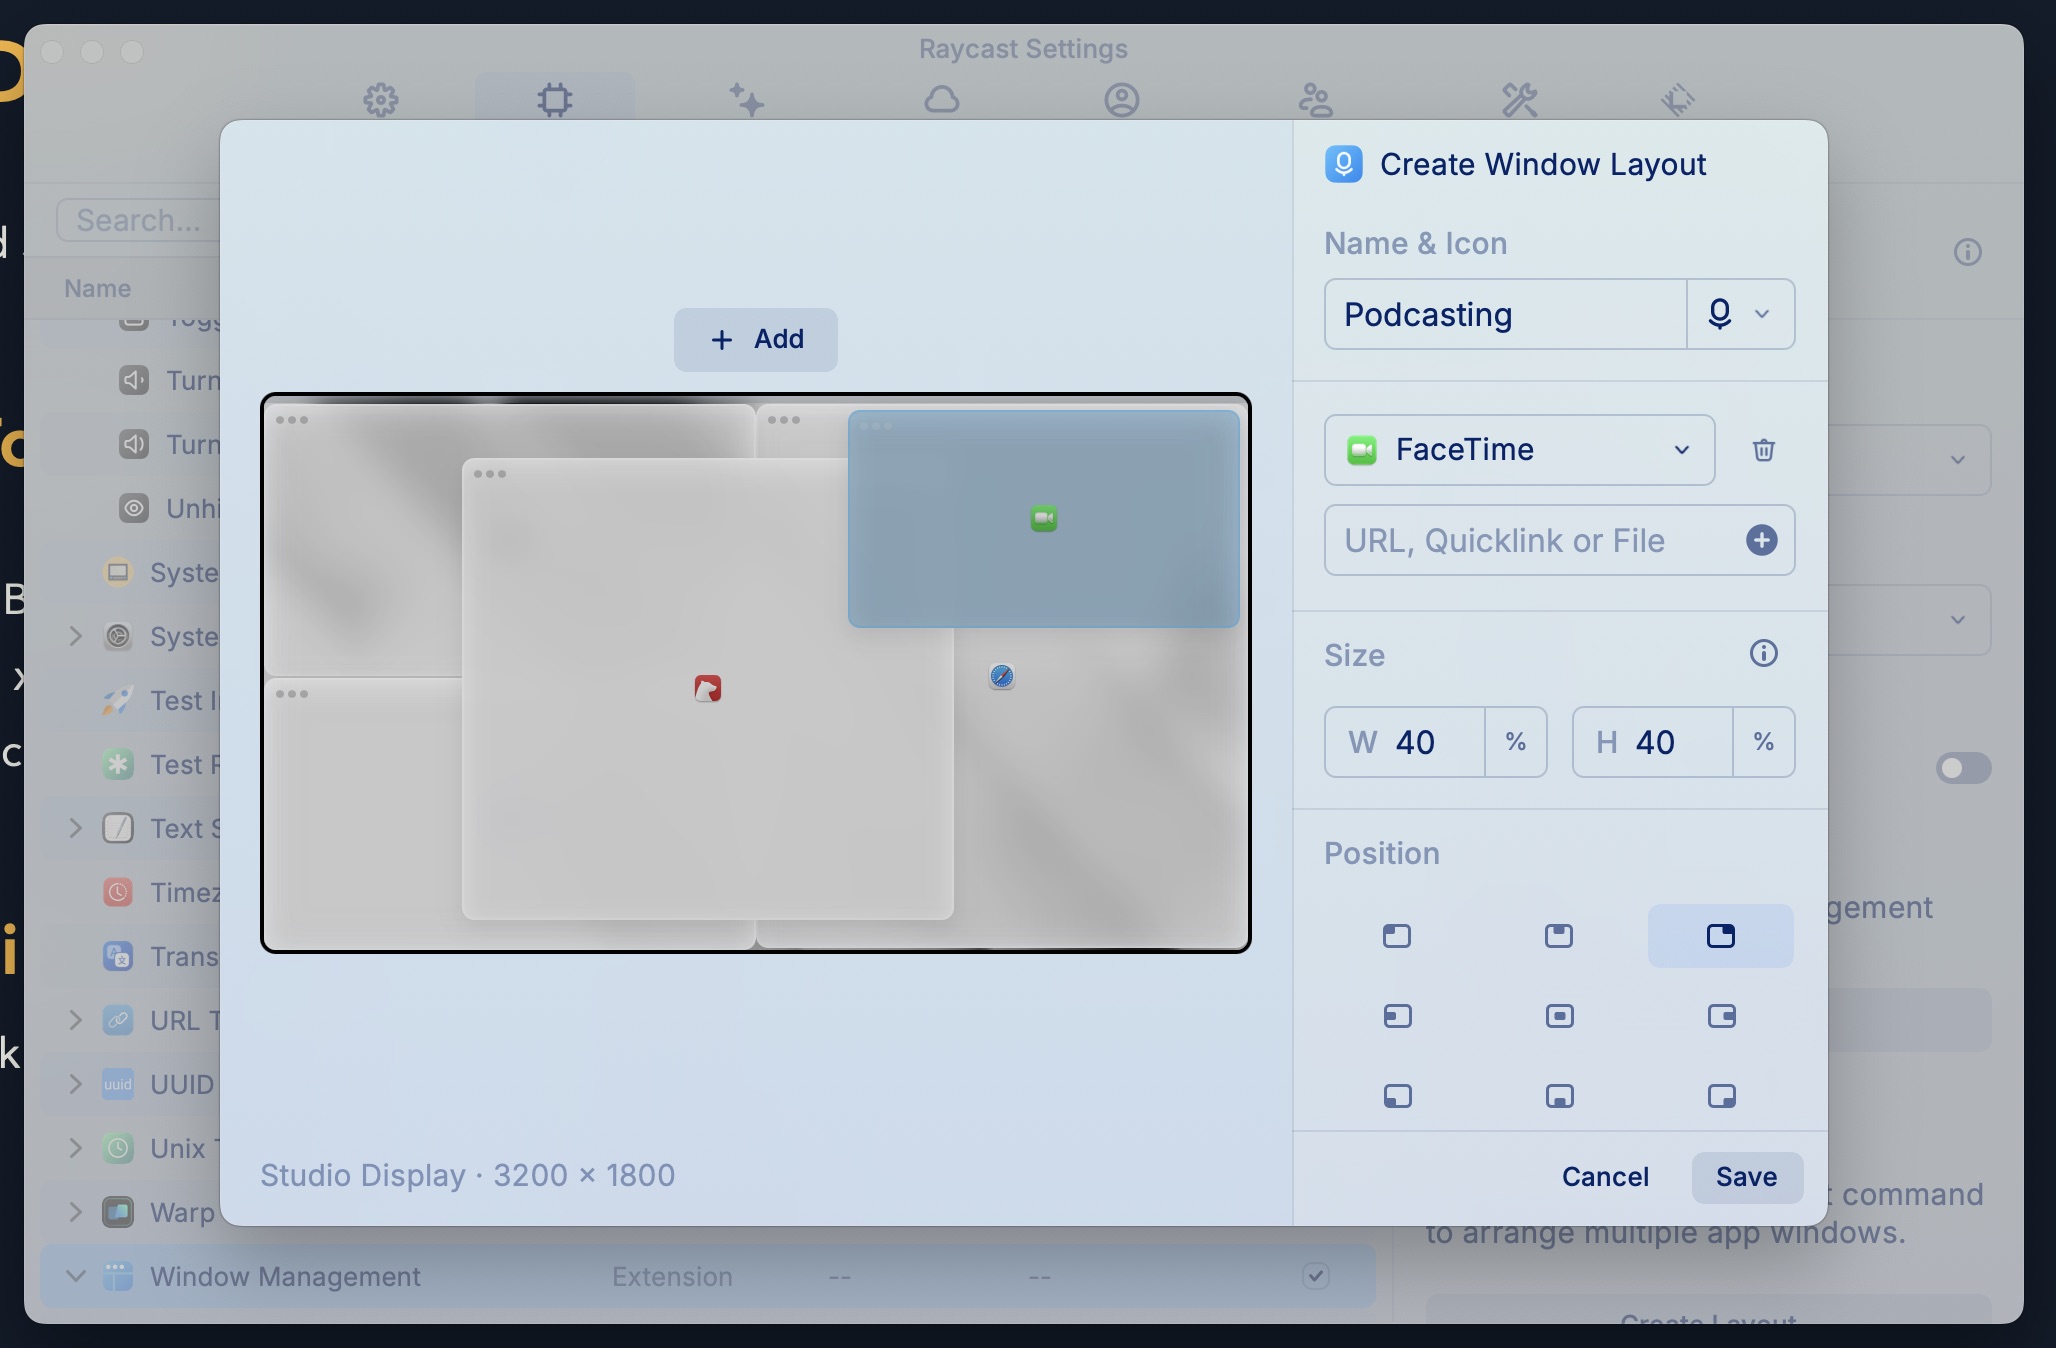 Raycast Settings
Search...
Name
Turn
Turn
Unhi
Syste
Syste
Test I
Test
Text S
Timez
Trans
URL T
uuid
UUID
Unix
Warp
Window Management
Extension
--
--
+ Add
Studio Display · 3200 × 1800
Create Window Layout
Name & Icon
Podcasting
FaceTime
URL, Quicklink or File
Size
W 40 %
H 40 %
Position
Cancel
Save
gement
command
to arrange multiple app windows.
Create Layout